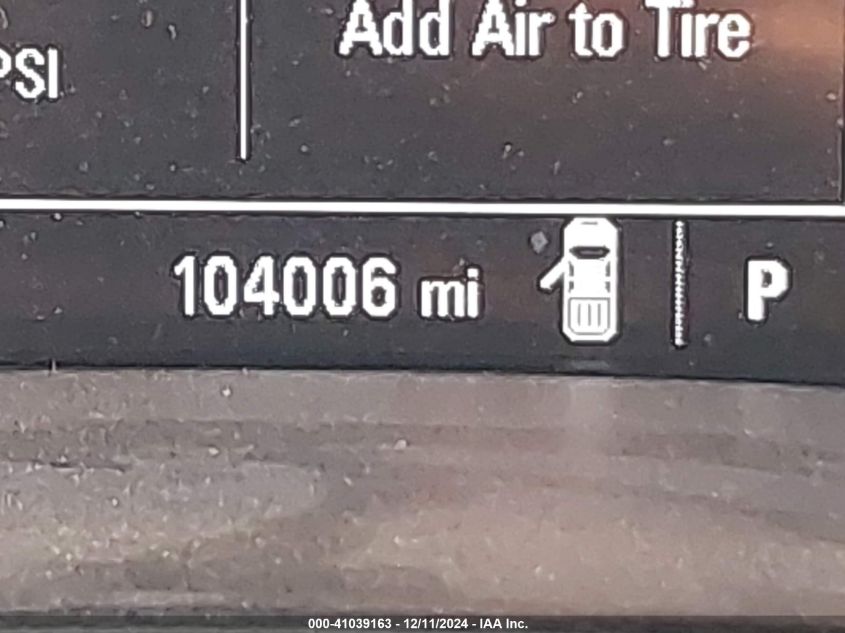 Add Air to Tire
PSI
104006 mi P
000-41039163 - 12/11/2024 - IAA Inc.